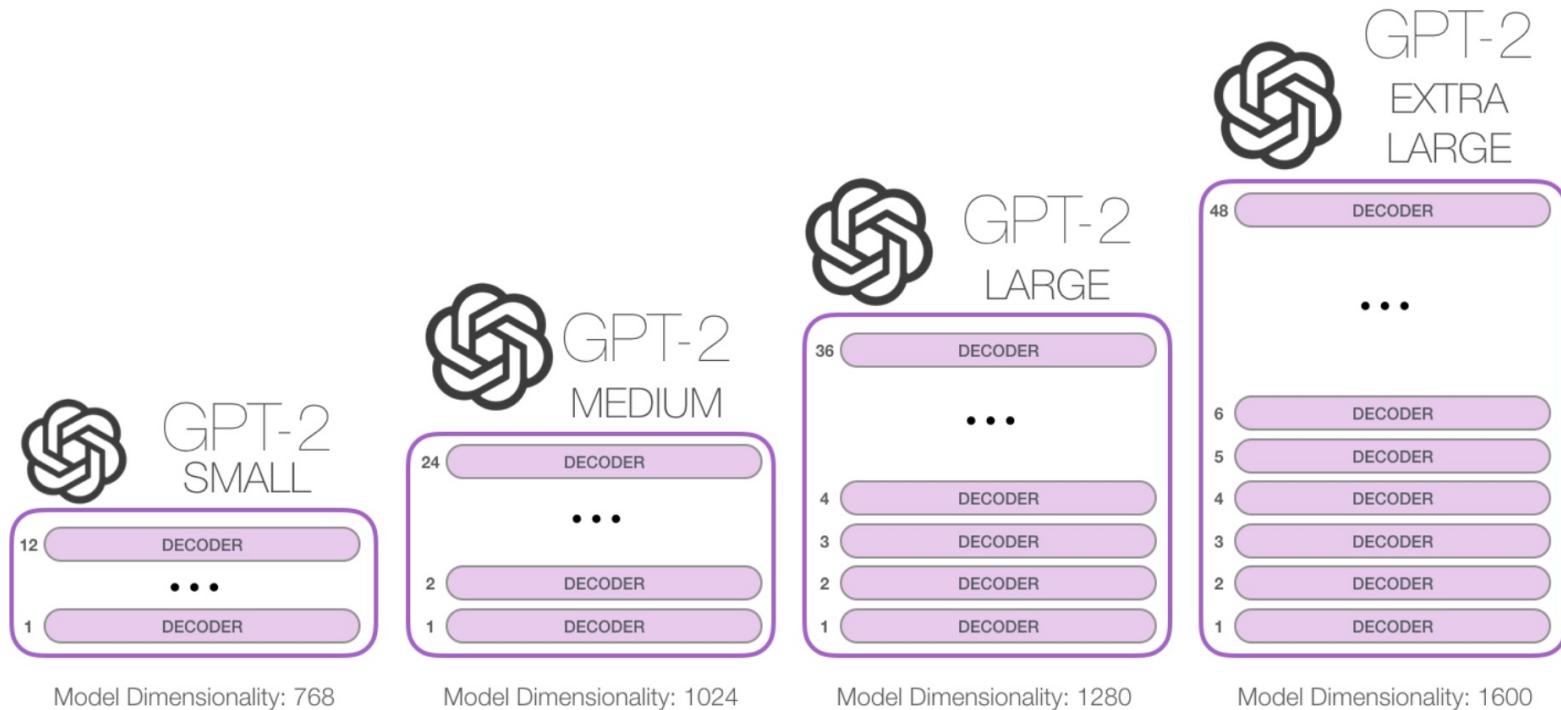 GPT-2
SMALL
12 DECODER
•••
1 DECODER
Model Dimensionality: 768
GPT-2
MEDIUM
24 DECODER
•••
2 DECODER
1 DECODER
Model Dimensionality: 1024
GPT-2
LARGE
36 DECODER
•••
4 DECODER
3 DECODER
2 DECODER
1 DECODER
Model Dimensionality: 1280
GPT-2
EXTRA
LARGE
48 DECODER
•••
6 DECODER
5 DECODER
4 DECODER
3 DECODER
2 DECODER
1 DECODER
Model Dimensionality: 1600